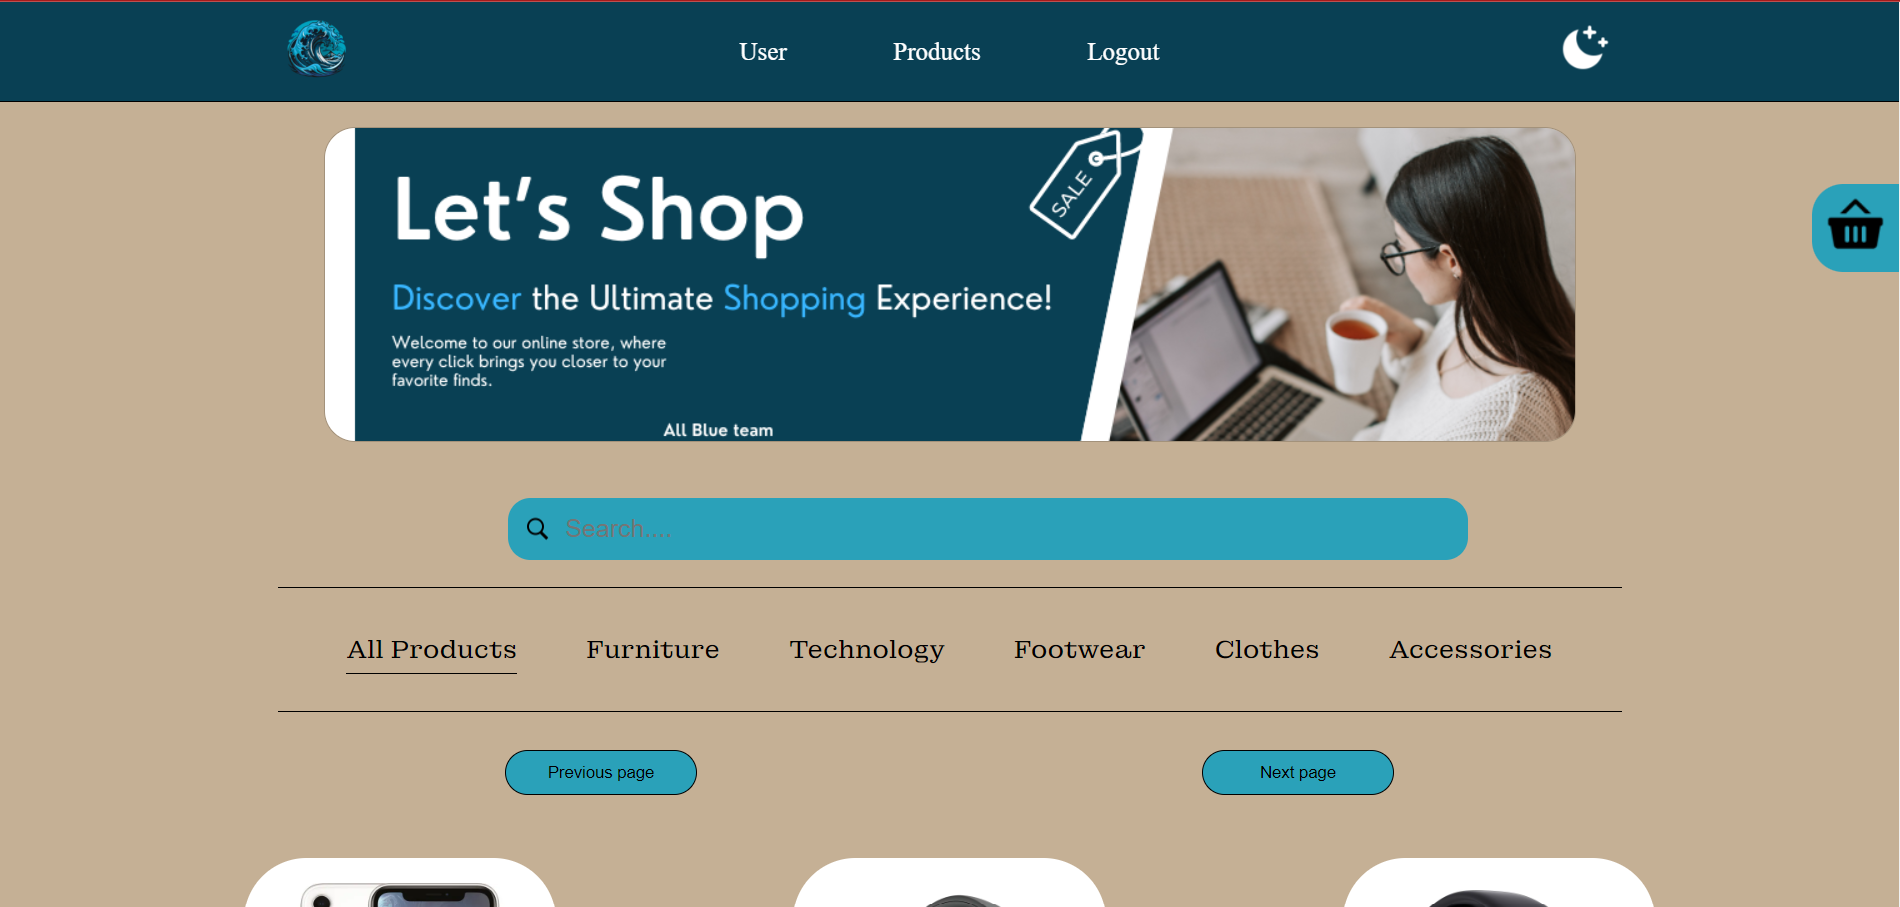 User Products Logout
Let's Shop
SALE
Discover the Ultimate Shopping Experience!
Welcome to our online store, where
every click brings you closer to your
favorite finds.
All Blue team
Search....
All Products Furniture Technology Footwear Clothes Accessories
Previous page Next page